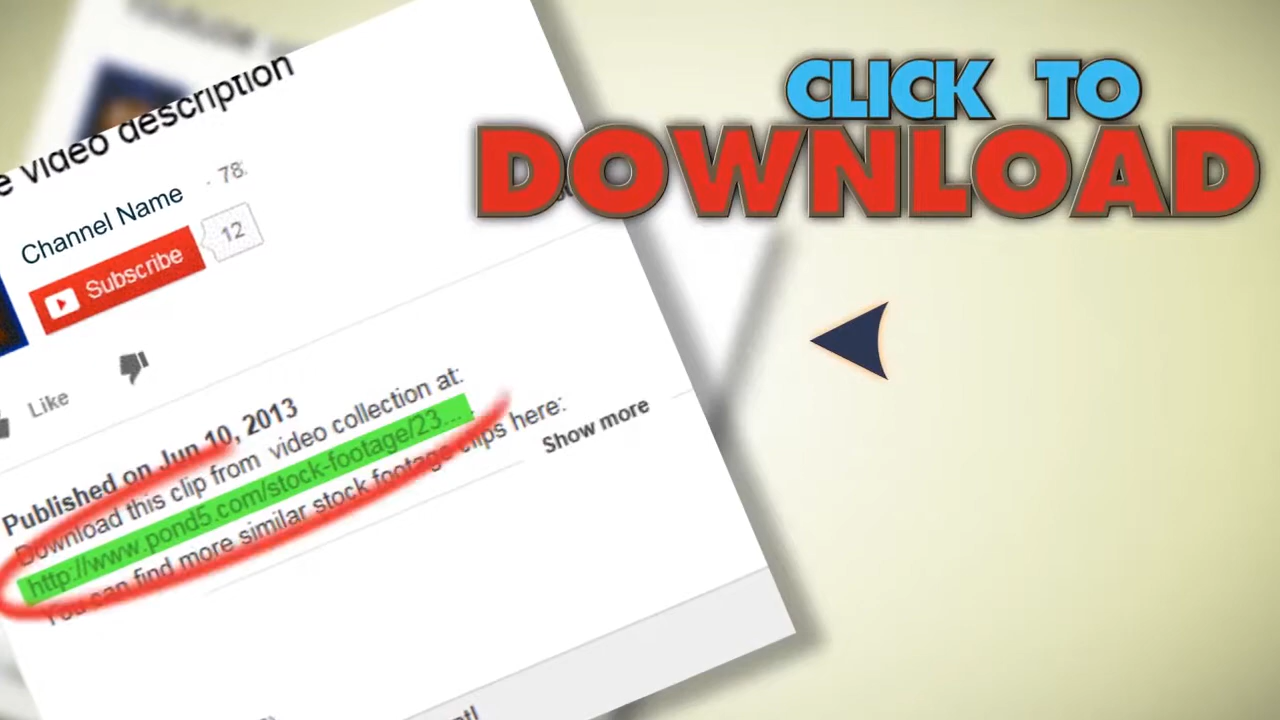 CLICK TO
DOWNLOAD
e video description
Channel Name
78
Subscribe
12
Like
Published on Jun 10, 2013
Download this clip from video collection at:
http://www.pond5.com/stock-footage/23...
You can find more similar stock footage clips here:
Show more